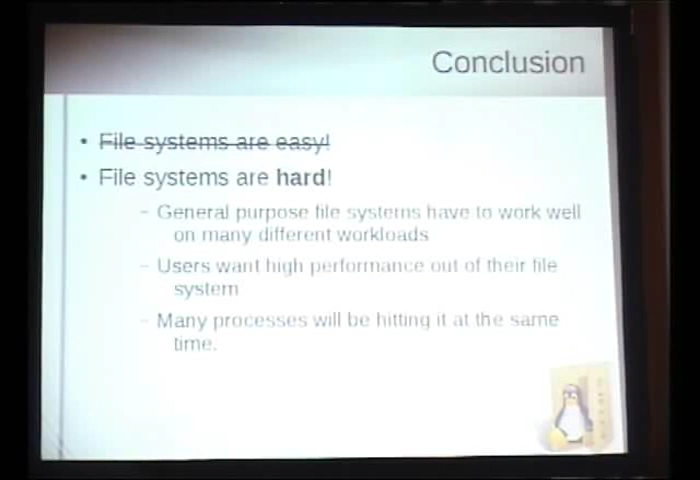 Conclusion
• File systems are easy!
• File systems are hard!
– General purpose file systems have to work well
on many different workloads
– Users want high performance out of their file
system
– Many processes will be hitting it at the same
time.